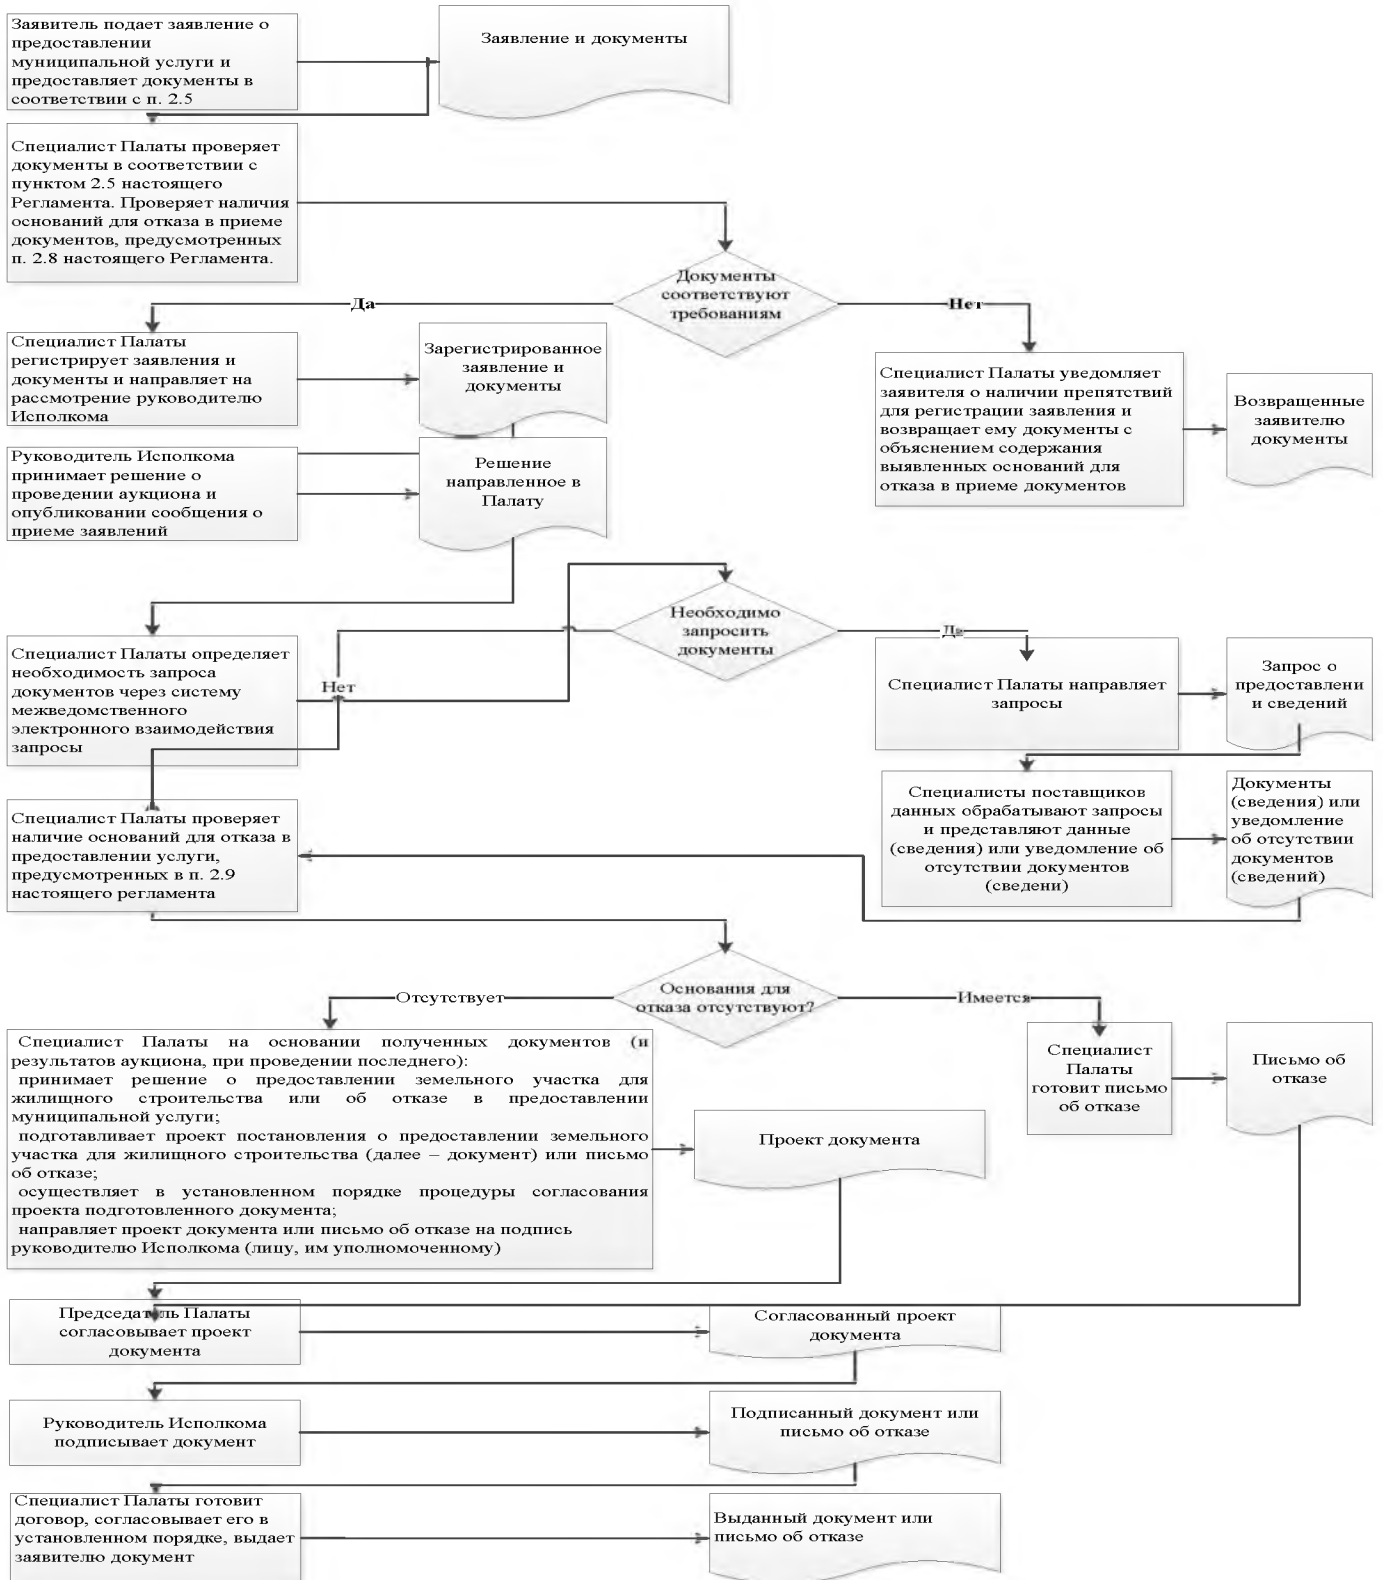 Заявитель подает заявление о
предоставлении
муниципальной услуги и
предоставляет документы в
соответствии с п. 2.5
Заявление и документы
Специалист Палаты проверяет
документы в соответствии с
пунктом 2.5 настоящего
Регламента. Проверяет наличия
оснований для отказа в приеме
документов, предусмотренных
п. 2.8 настоящего Регламента.
Документы
соответствуют
требованиям
Да
Нет
Специалист Палаты
регистрирует заявления и
документы и направляет на
рассмотрение руководителю
Исполкома
Зарегистрированное
заявление и
документы
Специалист Палаты уведомляет
заявителя о наличии препятствий
для регистрации заявления и
возвращает ему документы с
объяснением содержания
выявленных оснований для
отказа в приеме документов
Возвращенные
заявителю
документы
Руководитель Исполкома
принимает решение о
проведении аукциона и
опубликовании сообщения о
приеме заявлений
Решение
направленное в
Палату
Необходимо
запросить
документы
Да
Нет
Специалист Палаты определяет
необходимость запроса
документов через систему
межведомственного
электронного взаимодействия
запросы
Специалист Палаты направляет
запросы
Запрос о
предоставлени
и сведений
Специалисты поставщиков
данных обрабатывают запросы
и представляют данные
(сведения) или уведомление об
отсутствии документов
(сведени)
Документы
(сведения) или
уведомление
об отсутствии
документов
(сведений)
Специалист Палаты проверяет
наличие оснований для отказа в
предоставлении услуги,
предусмотренных в п. 2.9
настоящего регламента
Основания для
отказа отсутствуют?
Отсутствует
Имеется
Специалист Палаты на основании полученных документов (и
результатов аукциона, при проведении последнего):
принимает решение о предоставлении земельного участка для
жилищного строительства или об отказе в предоставлении
муниципальной услуги;
подготавливает проект постановления о предоставлении земельного
участка для жилищного строительства (далее – документ) или письмо
об отказе;
осуществляет в установленном порядке процедуры согласования
проекта подготовленного документа;
направляет проект документа или письмо об отказе на подпись
руководителю Исполкома (лицу, им уполномоченному)
Проект документа
Специалист
Палаты
готовит письмо
об отказе
Письмо об
отказе
Председатель Палаты
согласовывает проект
документа
Согласованный проект
документа
Руководитель Исполкома
подписывает документ
Подписанный документ или
письмо об отказе
Специалист Палаты готовит
договор, согласовывает его в
установленном порядке, выдает
заявителю документ
Выданный документ или
письмо об отказе